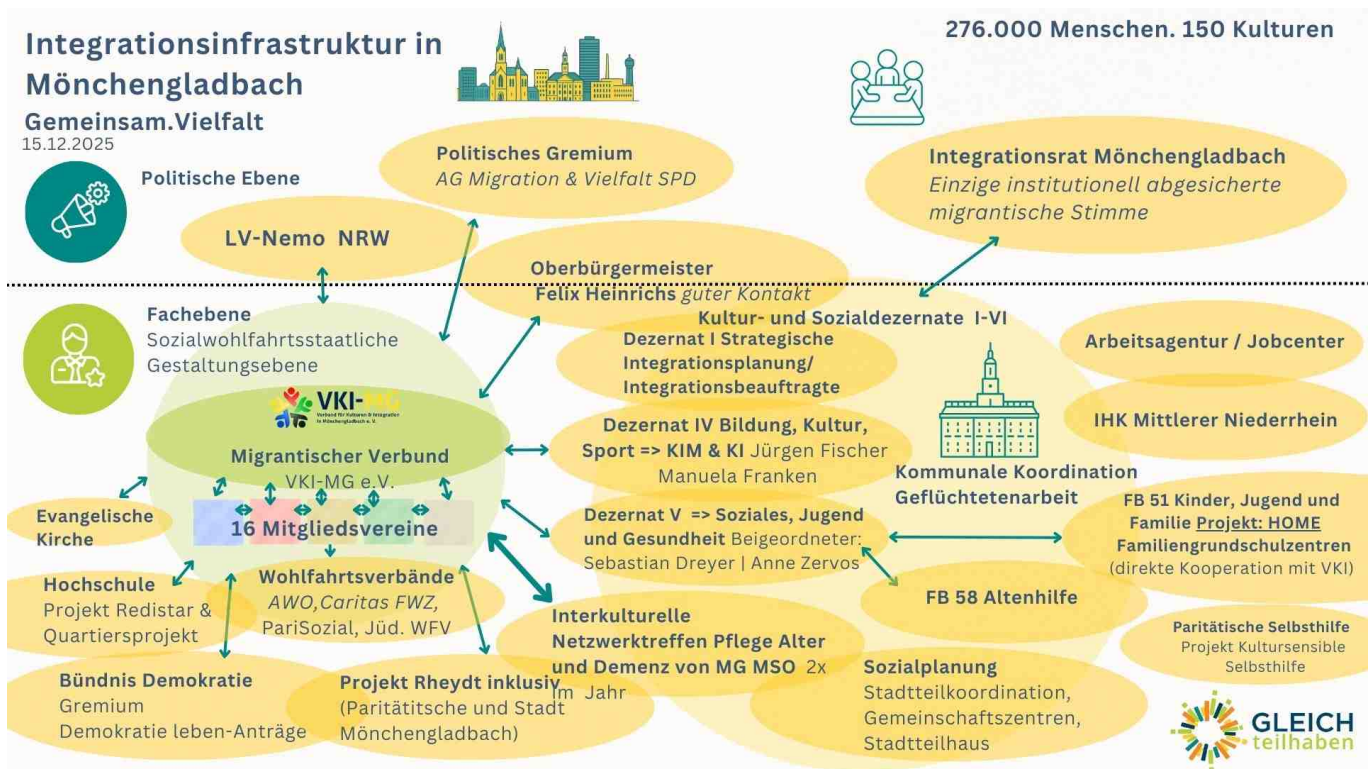 Integrationsinfrastruktur in
Mönchengladbach
Gemeinsam.Vielfalt
15.12.2025
276.000 Menschen. 150 Kulturen
Politische Ebene
Politisches Gremium
AG Migration & Vielfalt SPD
Integrationsrat Mönchengladbach
Einzige institutionell abgesicherte
migrantische Stimme
LV-Nemo NRW
Oberbürgermeister
Felix Heinrichs guter Kontakt
Kultur- und Sozialdezernate I-VI
Fachebene
Sozialwohlfahrtsstaatliche
Gestaltungsebene
Dezernat I Strategische
Integrationsplanung/
Integrationsbeauftragte
Arbeitsagentur / Jobcenter
IHK Mittlerer Niederrhein
VKI-MG
Verband für Kulturen & Integration
in Mönchengladbach e. V.
Migrantischer Verbund
VKI-MG e.V.
16 Mitgliedsvereine
Dezernat IV Bildung, Kultur,
Sport => KIM & KI Jürgen Fischer
Manuela Franken
Kommunale Koordination
Geflüchtetenarbeit
Dezernat V => Soziales, Jugend
und Gesundheit Beigeordneter:
Sebastian Dreyer | Anne Zervos
FB 51 Kinder, Jugend und
Familie Projekt: HOME
Familiengrundschulzentren
(direkte Kooperation mit VKI)
Evangelische
Kirche
Hochschule
Projekt Redistar &
Quartiersprojekt
Wohlfahrtsverbände
AWO,Caritas FWZ,
PariSozial, Jüd. WFV
FB 58 Altenhilfe
Interkulturelle
Netzwerktreffen Pflege Alter
und Demenz von MG MSO 2x
im Jahr
Paritätische Selbsthilfe
Projekt Kultursensible
Selbsthilfe
Bündnis Demokratie
Gremium
Demokratie leben-Anträge
Projekt Rheydt inklusiv
(Paritätitsche und Stadt
Mönchengladbach)
Sozialplanung
Stadtteilkoordination,
Gemeinschaftszentren,
Stadtteilhaus
GLEICH
teilhaben